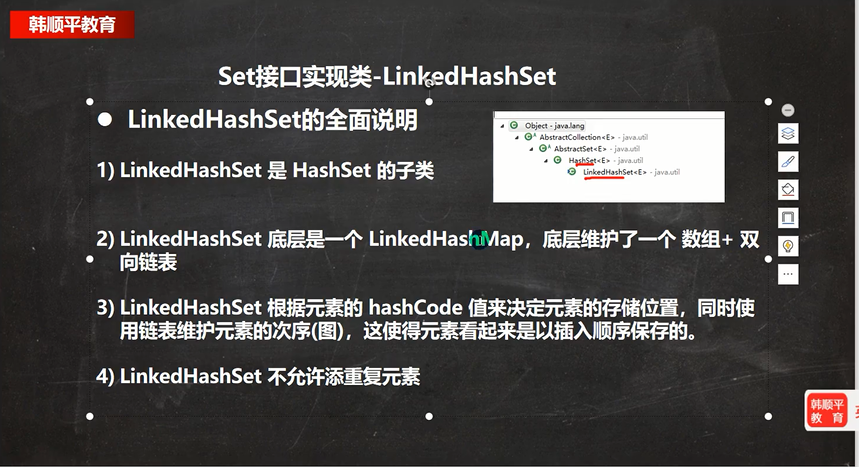 韩顺平教育
Set接口实现类-LinkedHashSet
● LinkedHashSet的全面说明
Object - java.lang
AbstractCollection<E> - java.util
AbstractSet<E> - java.util
HashSet<E> - java.util
LinkedHashSet<E> - java.util
1) LinkedHashSet 是 HashSet 的子类
2) LinkedHashSet 底层是一个 LinkedHashMap，底层维护了一个 数组+ 双
向链表
3) LinkedHashSet 根据元素的 hashCode 值来决定元素的存储位置，同时使
用链表维护元素的次序(图)，这使得元素看起来是以插入顺序保存的。
4) LinkedHashSet 不允许添重复元素
韩顺平
教 育